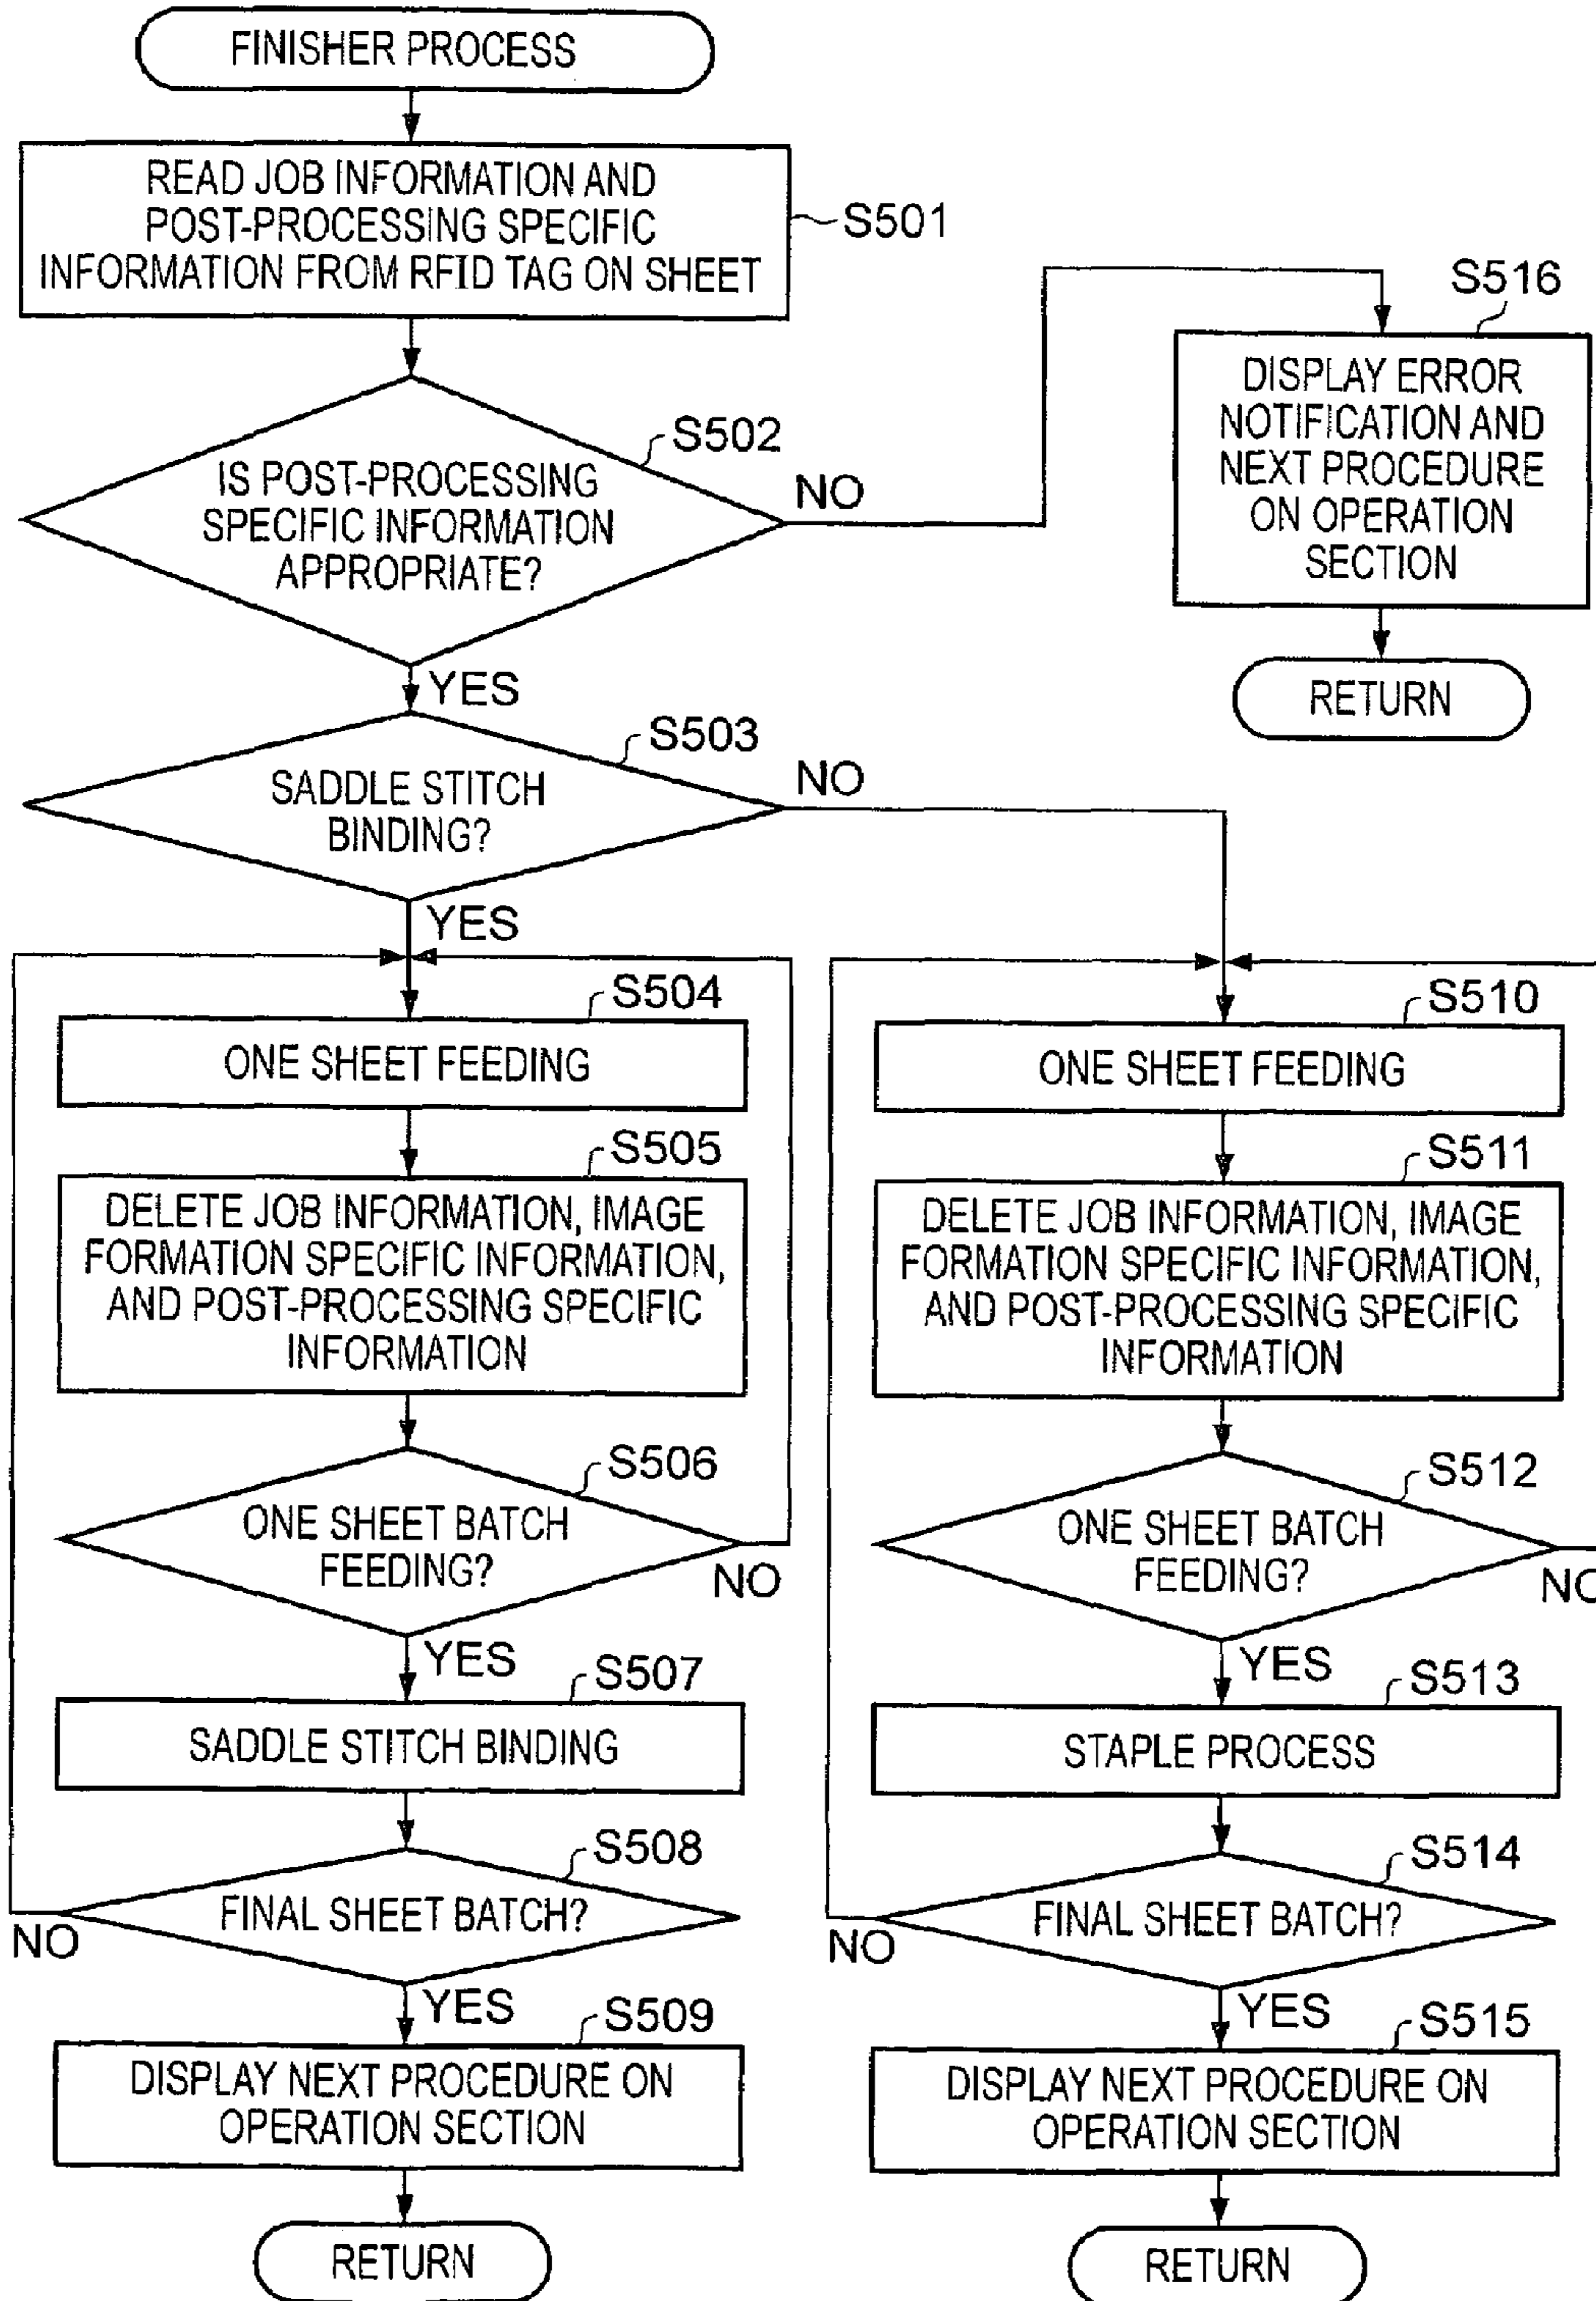 FINISHER PROCESS
READ JOB INFORMATION AND
POST-PROCESSING SPECIFIC
INFORMATION FROM RFID TAG ON SHEET
S501
IS POST-PROCESSING
SPECIFIC INFORMATION
APPROPRIATE?
S502
NO
YES
S516
DISPLAY ERROR
NOTIFICATION AND
NEXT PROCEDURE
ON OPERATION
SECTION
RETURN
SADDLE STITCH
BINDING?
S503
NO
YES
S504
ONE SHEET FEEDING
S505
DELETE JOB INFORMATION, IMAGE
FORMATION SPECIFIC INFORMATION,
AND POST-PROCESSING SPECIFIC
INFORMATION
S506
ONE SHEET BATCH
FEEDING?
NO
YES
S507
SADDLE STITCH BINDING
S508
FINAL SHEET BATCH?
NO
YES
S509
DISPLAY NEXT PROCEDURE ON
OPERATION SECTION
RETURN
S510
ONE SHEET FEEDING
S511
DELETE JOB INFORMATION, IMAGE
FORMATION SPECIFIC INFORMATION,
AND POST-PROCESSING SPECIFIC
INFORMATION
S512
ONE SHEET BATCH
FEEDING?
NO
YES
S513
STAPLE PROCESS
S514
FINAL SHEET BATCH?
NO
YES
S515
DISPLAY NEXT PROCEDURE ON
OPERATION SECTION
RETURN